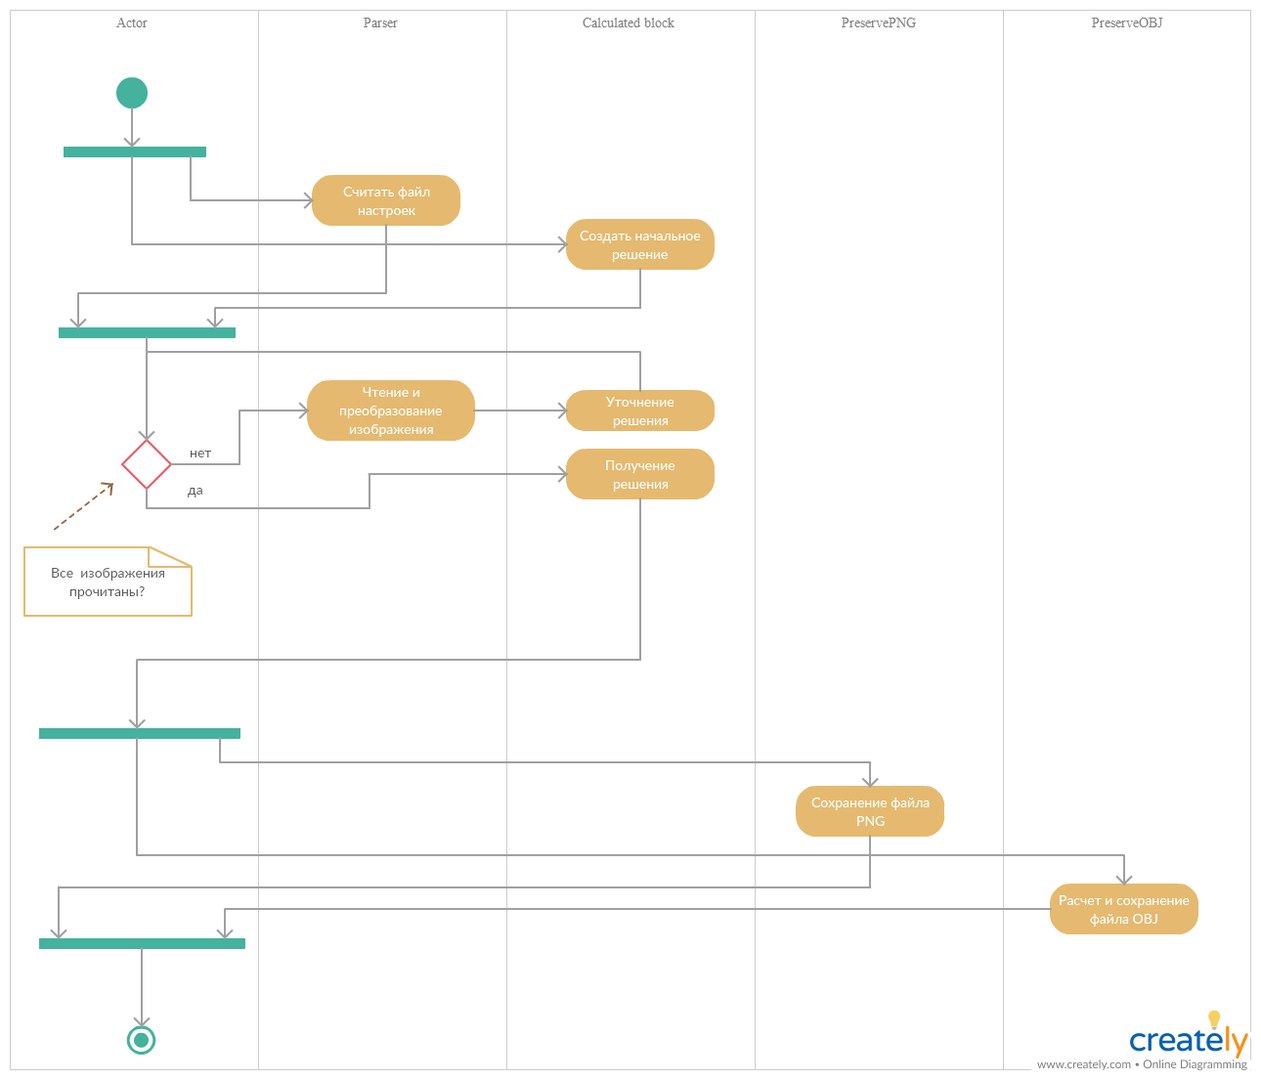 Actor
Parser
Calculated block
PreservePNG
PreserveOBJ
Считать файл
настроек
Создать начальное
решение
Чтение и
преобразование
изображения
Уточнение
решения
нет
Получение
решения
да
Все изображения
прочитаны?
Сохранение файла
PNG
Расчет и сохранение
файла OBJ
creately
www.creately.com • Online Diagramming